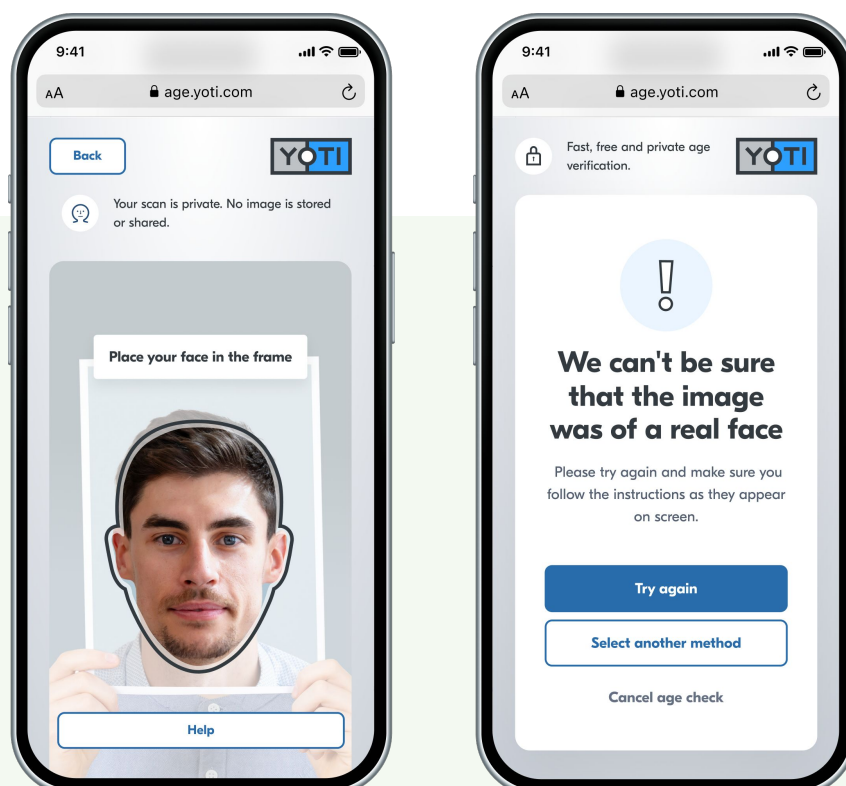 9:41
AA age.yoti.com
Back
YOTI
Your scan is private. No image is stored
or shared.
Place your face in the frame
Help
9:41
AA age.yoti.com
Fast, free and private age
verification.
YOTI
We can't be sure
that the image
was of a real face
Please try again and make sure you
follow the instructions as they appear
on screen.
Try again
Select another method
Cancel age check